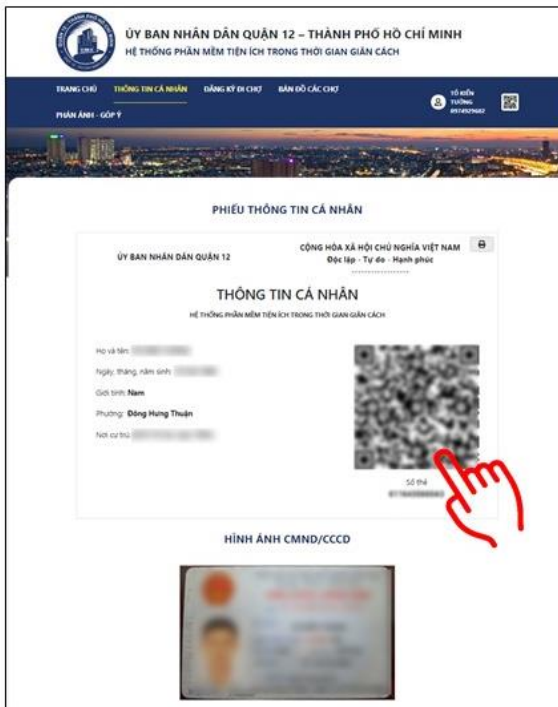 ỦY BAN NHÂN DÂN QUẬN 12 – THÀNH PHỐ HỒ CHÍ MINH
HỆ THỐNG PHẦN MỀM TIỆN ÍCH TRONG THỜI GIAN GIÃN CÁCH
TRANG CHỦ THÔNG TIN CÁ NHÂN ĐĂNG KÝ ĐI CHỢ BẢN ĐỒ CÁC CHỢ
TÔ KIẾN
TƯỜNG
0974929682
PHẢN ÁNH - GÓP Ý
PHIẾU THÔNG TIN CÁ NHÂN
ỦY BAN NHÂN DÂN QUẬN 12
CỘNG HÒA XÃ HỘI CHỦ NGHĨA VIỆT NAM
Độc lập - Tự do - Hạnh phúc
THÔNG TIN CÁ NHÂN
HỆ THỐNG PHẦN MỀM TIỆN ÍCH TRONG THỜI GIAN GIÃN CÁCH
Họ và tên:
Ngày, tháng, năm sinh:
Giới tính: Nam
Phường: Đông Hưng Thuận
Nơi cư trú:
Số thẻ
HÌNH ẢNH CMND/CCCD